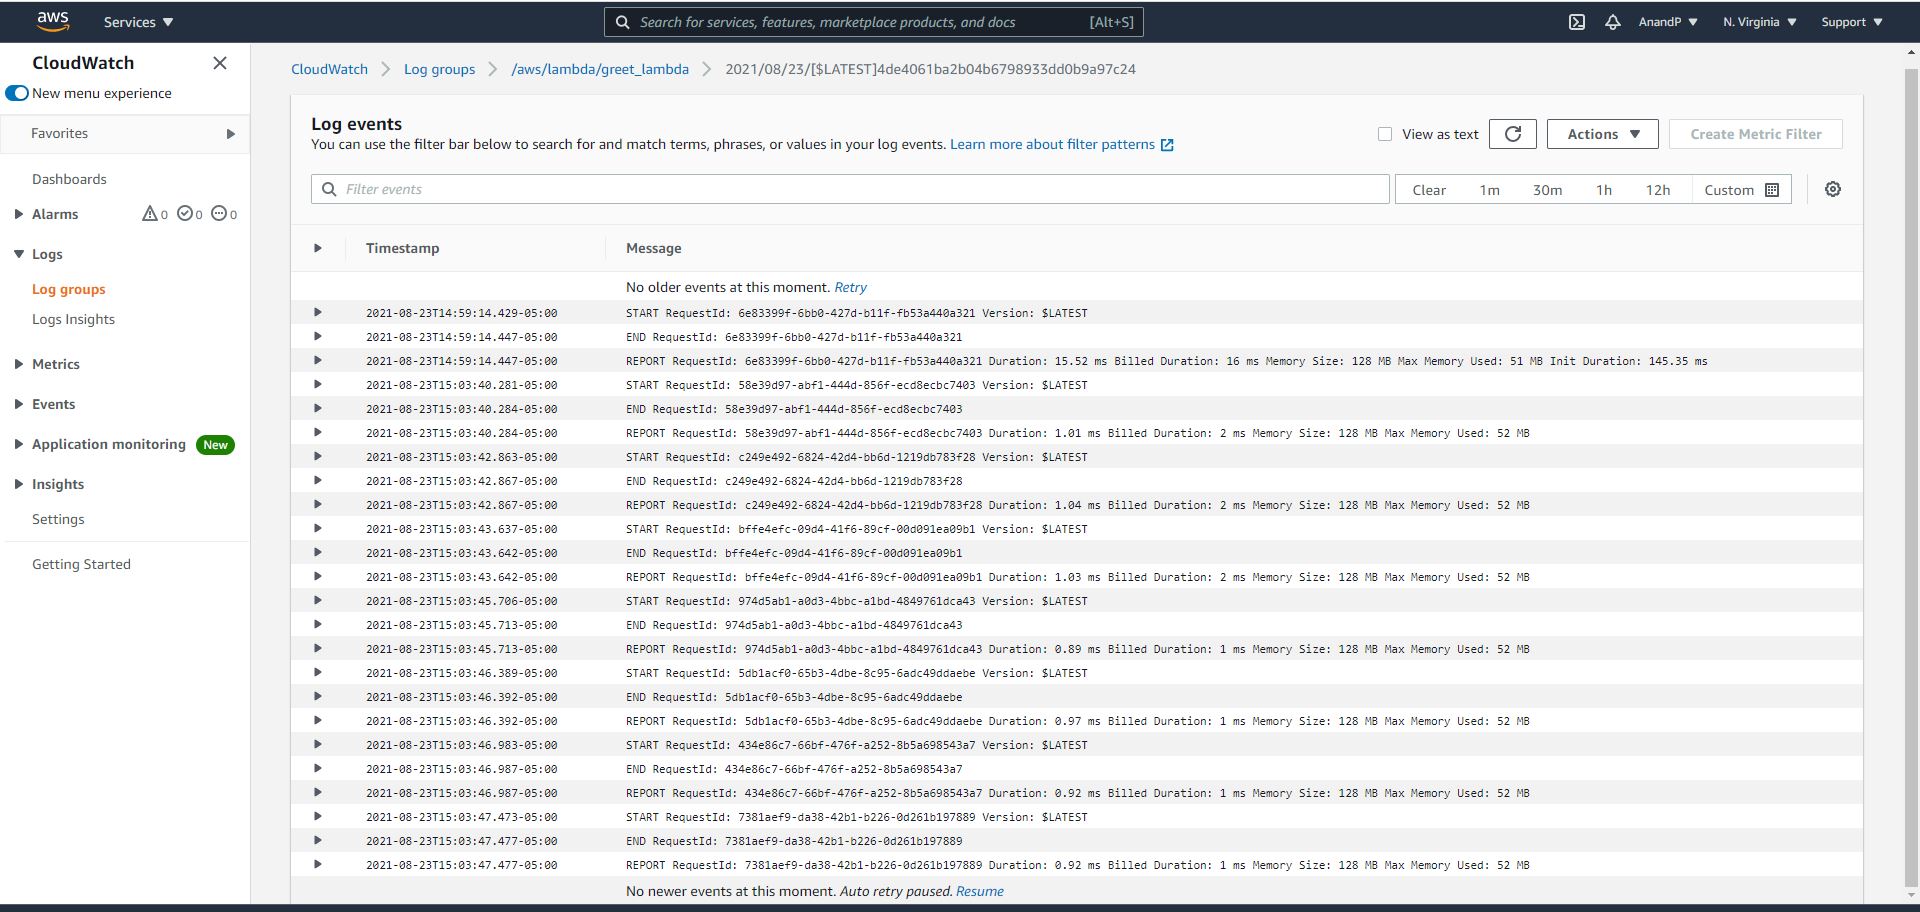 aws Services Search for services, features, marketplace products, and docs [Alt+S] AnandP N. Virginia Support
CloudWatch
New menu experience
Favorites
Dashboards
Alarms 0 0 0
Logs
Log groups
Logs Insights
Metrics
Events
Application monitoring New
Insights
Settings
Getting Started
CloudWatch Log groups /aws/lambda/greet_lambda 2021/08/23/[$LATEST]4de4061ba2b04b6798933dd0b9a97c24
Log events
You can use the filter bar below to search for and match terms, phrases, or values in your log events. Learn more about filter patterns
View as text Actions Create Metric Filter
Filter events Clear 1m 30m 1h 12h Custom
Timestamp Message
No older events at this moment. Retry
2021-08-23T14:59:14.429-05:00 START RequestId: 6e83399f-6bb0-427d-b11f-fb53a440a321 Version: $LATEST
2021-08-23T14:59:14.447-05:00 END RequestId: 6e83399f-6bb0-427d-b11f-fb53a440a321
2021-08-23T14:59:14.447-05:00 REPORT RequestId: 6e83399f-6bb0-427d-b11f-fb53a440a321 Duration: 15.52 ms Billed Duration: 16 ms Memory Size: 128 MB Max Memory Used: 51 MB Init Duration: 145.35 ms
2021-08-23T15:03:40.281-05:00 START RequestId: 58e39d97-abf1-444d-856f-ecd8ecbc7403 Version: $LATEST
2021-08-23T15:03:40.284-05:00 END RequestId: 58e39d97-abf1-444d-856f-ecd8ecbc7403
2021-08-23T15:03:40.284-05:00 REPORT RequestId: 58e39d97-abf1-444d-856f-ecd8ecbc7403 Duration: 1.01 ms Billed Duration: 2 ms Memory Size: 128 MB Max Memory Used: 52 MB
2021-08-23T15:03:42.863-05:00 START RequestId: c249e492-6824-42d4-bb6d-1219db783f28 Version: $LATEST
2021-08-23T15:03:42.867-05:00 END RequestId: c249e492-6824-42d4-bb6d-1219db783f28
2021-08-23T15:03:42.867-05:00 REPORT RequestId: c249e492-6824-42d4-bb6d-1219db783f28 Duration: 1.04 ms Billed Duration: 2 ms Memory Size: 128 MB Max Memory Used: 52 MB
2021-08-23T15:03:43.637-05:00 START RequestId: bffe4efc-09d4-41f6-89cf-00d091ea09b1 Version: $LATEST
2021-08-23T15:03:43.642-05:00 END RequestId: bffe4efc-09d4-41f6-89cf-00d091ea09b1
2021-08-23T15:03:43.642-05:00 REPORT RequestId: bffe4efc-09d4-41f6-89cf-00d091ea09b1 Duration: 1.03 ms Billed Duration: 2 ms Memory Size: 128 MB Max Memory Used: 52 MB
2021-08-23T15:03:45.706-05:00 START RequestId: 974d5ab1-a0d3-4bbc-a1bd-4849761dca43 Version: $LATEST
2021-08-23T15:03:45.713-05:00 END RequestId: 974d5ab1-a0d3-4bbc-a1bd-4849761dca43
2021-08-23T15:03:45.713-05:00 REPORT RequestId: 974d5ab1-a0d3-4bbc-a1bd-4849761dca43 Duration: 0.89 ms Billed Duration: 1 ms Memory Size: 128 MB Max Memory Used: 52 MB
2021-08-23T15:03:46.389-05:00 START RequestId: 5db1acf0-65b3-4dbe-8c95-6adc49ddaebe Version: $LATEST
2021-08-23T15:03:46.392-05:00 END RequestId: 5db1acf0-65b3-4dbe-8c95-6adc49ddaebe
2021-08-23T15:03:46.392-05:00 REPORT RequestId: 5db1acf0-65b3-4dbe-8c95-6adc49ddaebe Duration: 0.97 ms Billed Duration: 1 ms Memory Size: 128 MB Max Memory Used: 52 MB
2021-08-23T15:03:46.983-05:00 START RequestId: 434e86c7-66bf-476f-a252-8b5a698543a7 Version: $LATEST
2021-08-23T15:03:46.987-05:00 END RequestId: 434e86c7-66bf-476f-a252-8b5a698543a7
2021-08-23T15:03:46.987-05:00 REPORT RequestId: 434e86c7-66bf-476f-a252-8b5a698543a7 Duration: 0.92 ms Billed Duration: 1 ms Memory Size: 128 MB Max Memory Used: 52 MB
2021-08-23T15:03:47.473-05:00 START RequestId: 7381aef9-da38-42b1-b226-0d261b197889 Version: $LATEST
2021-08-23T15:03:47.477-05:00 END RequestId: 7381aef9-da38-42b1-b226-0d261b197889
2021-08-23T15:03:47.477-05:00 REPORT RequestId: 7381aef9-da38-42b1-b226-0d261b197889 Duration: 0.92 ms Billed Duration: 1 ms Memory Size: 128 MB Max Memory Used: 52 MB
No newer events at this moment. Auto retry paused. Resume